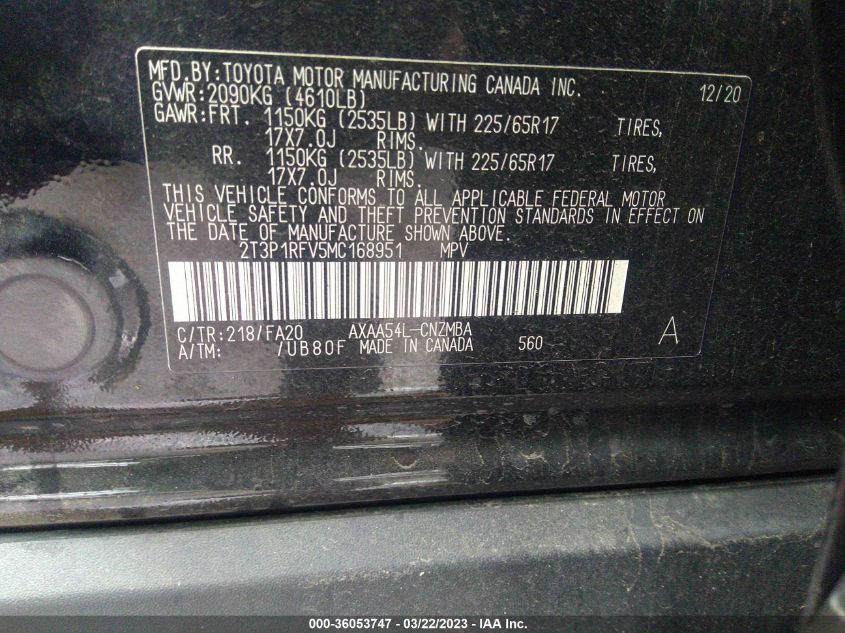 MFD.BY:TOYOTA MOTOR MANUFACTURING CANADA INC. 12/20
GVWR:2090KG (4610LB)
GAWR:FRT. 1150KG (2535LB) WITH 225/65R17 TIRES,
17X7.0J RIMS.
RR. 1150KG (2535LB) WITH 225/65R17 TIRES,
17X7.0J RIMS.
THIS VEHICLE CONFORMS TO ALL APPLICABLE FEDERAL MOTOR
VEHICLE SAFETY AND THEFT PREVENTION STANDARDS IN EFFECT ON
THE DATE OF MANUFACTURE SHOWN ABOVE.
2T3P1RFV5MC168951 MPV
C/TR:218/FA20 AXAA54L-CNZMBA A
A/TM: /UB80F MADE IN CANADA 560
000-36053747 - 03/22/2023 - IAA Inc.